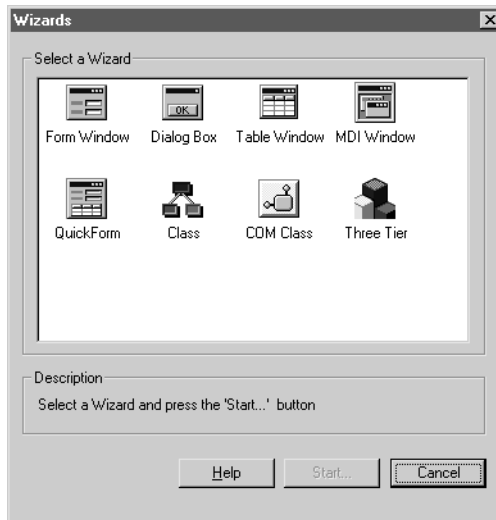 Wizards
Select a Wizard
OK
Form Window Dialog Box Table Window MDI Window
QuickForm Class COM Class Three Tier
Description
Select a Wizard and press the 'Start...' button
Help Start... Cancel